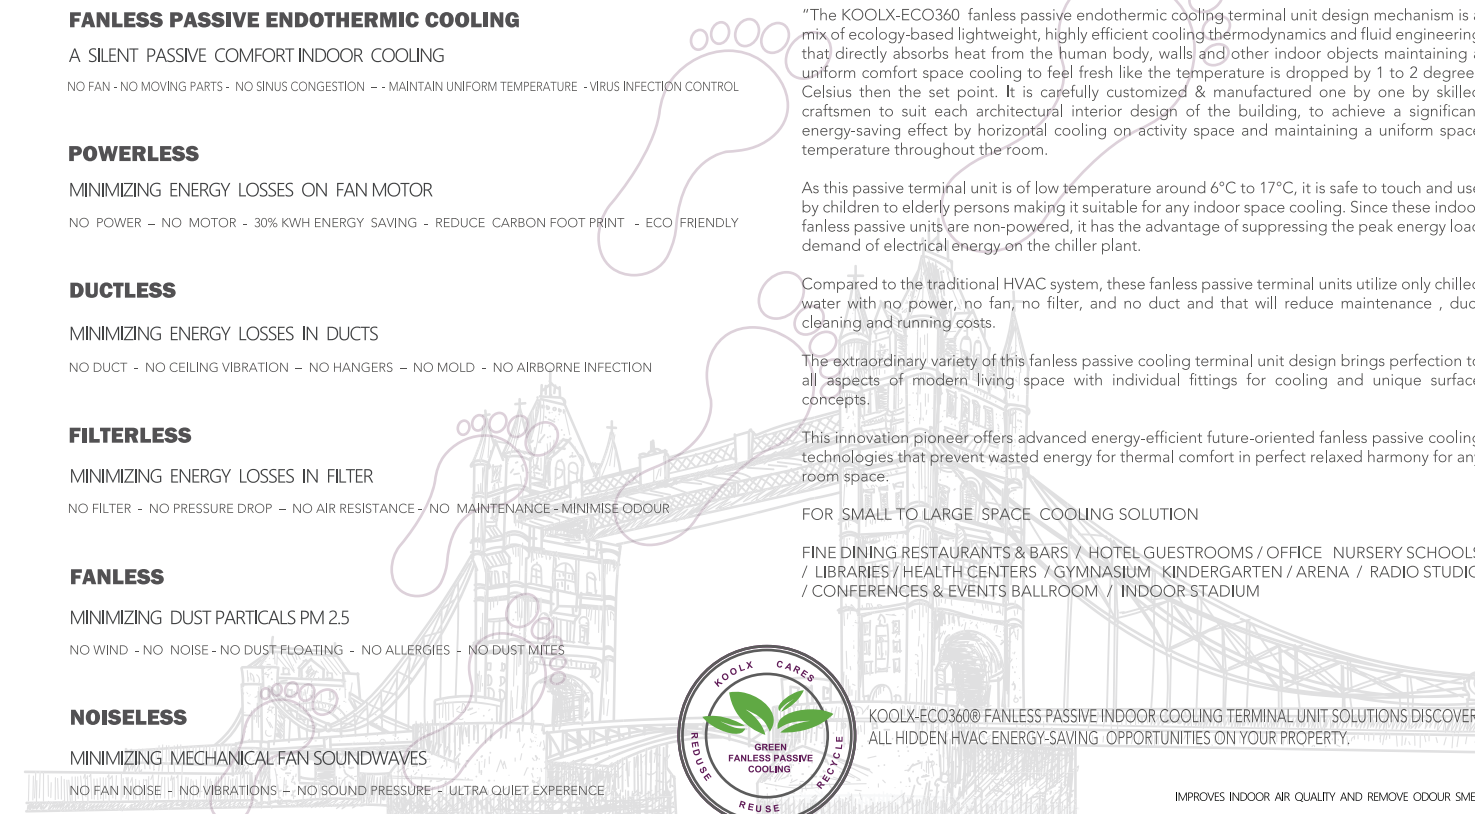 FANLESS PASSIVE ENDOTHERMIC COOLING
A SILENT PASSIVE COMFORT INDOOR COOLING
NO FAN - NO MOVING PARTS - NO SINUS CONGESTION – - MAINTAIN UNIFORM TEMPERATURE - VIRUS INFECTION CONTROL
POWERLESS
MINIMIZING ENERGY LOSSES ON FAN MOTOR
NO POWER – NO MOTOR - 30% KWH ENERGY SAVING - REDUCE CARBON FOOT PRINT - ECO FRIENDLY
DUCTLESS
MINIMIZING ENERGY LOSSES IN DUCTS
NO DUCT - NO CEILING VIBRATION – NO HANGERS – NO MOLD - NO AIRBORNE INFECTION
FILTERLESS
MINIMIZING ENERGY LOSSES IN FILTER
NO FILTER - NO PRESSURE DROP – NO AIR RESISTANCE - NO MAINTENANCE - MINIMISE ODOUR
FANLESS
MINIMIZING DUST PARTICALS PM 2.5
NO WIND - NO NOISE - NO DUST FLOATING - NO ALLERGIES - NO DUST MITES
NOISELESS
MINIMIZING MECHANICAL FAN SOUNDWAVES
NO FAN NOISE - NO VIBRATIONS – NO SOUND PRESSURE - ULTRA QUIET EXPERENCE
"The KOOLX-ECO360 fanless passive endothermic cooling terminal unit design mechanism is a
mix of ecology-based lightweight, highly efficient cooling thermodynamics and fluid engineering
that directly absorbs heat from the human body, walls and other indoor objects maintaining a
uniform comfort space cooling to feel fresh like the temperature is dropped by 1 to 2 degree
Celsius then the set point. It is carefully customized & manufactured one by one by skilled
craftsmen to suit each architectural interior design of the building, to achieve a significan
energy-saving effect by horizontal cooling on activity space and maintaining a uniform space
temperature throughout the room.
As this passive terminal unit is of low temperature around 6°C to 17°C, it is safe to touch and use
by children to elderly persons making it suitable for any indoor space cooling. Since these indoo
fanless passive units are non-powered, it has the advantage of suppressing the peak energy load
demand of electrical energy on the chiller plant.
Compared to the traditional HVAC system, these fanless passive terminal units utilize only chilled
water with no power, no fan, no filter, and no duct and that will reduce maintenance , duc
cleaning and running costs.
The extraordinary variety of this fanless passive cooling terminal unit design brings perfection to
all aspects of modern living space with individual fittings for cooling and unique surface
concepts.
This innovation pioneer offers advanced energy-efficient future-oriented fanless passive cooling
technologies that prevent wasted energy for thermal comfort in perfect relaxed harmony for any
room space.
FOR SMALL TO LARGE SPACE COOLING SOLUTION
FINE DINING RESTAURANTS & BARS / HOTEL GUESTROOMS / OFFICE NURSERY SCHOOLS
/ LIBRARIES / HEALTH CENTERS / GYMNASIUM KINDERGARTEN / ARENA / RADIO STUDIO
/ CONFERENCES & EVENTS BALLROOM / INDOOR STADIUM
KOOLX CARES
GREEN
FANLESS PASSIVE
COOLING
REDUSE
REUSE
RECYCLE
KOOLX-ECO360® FANLESS PASSIVE INDOOR COOLING TERMINAL UNIT SOLUTIONS DISCOVER
ALL HIDDEN HVAC ENERGY-SAVING OPPORTUNITIES ON YOUR PROPERTY.
IMPROVES INDOOR AIR QUALITY AND REMOVE ODOUR SME